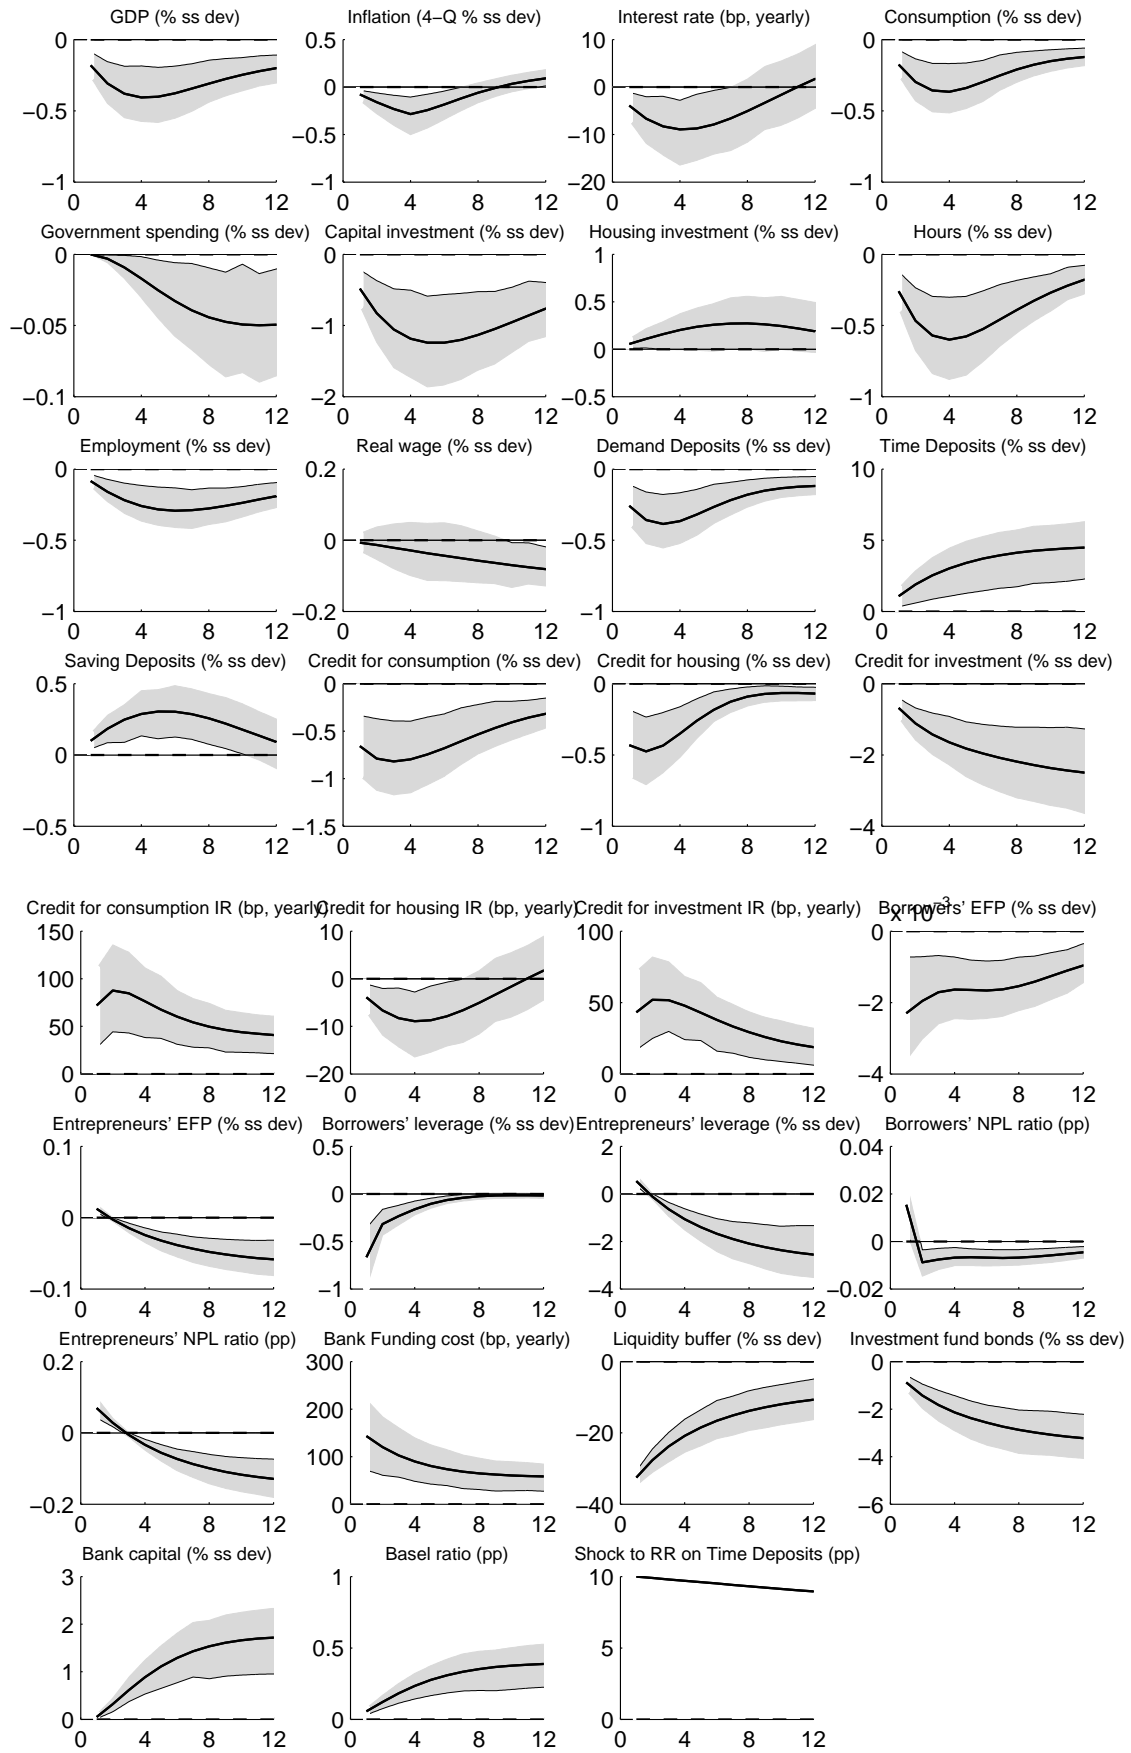 GDP (% ss dev) Inflation (4−Q % ss dev) Interest rate (bp, yearly) Consumption (% ss dev)
0 0.5 10 0
−0.5 0 0 −0.5
−0.5 −10
−1 −1 −20 −1
0 4 8 12 0 4 8 12 0 4 8 12 0 4 8 12
Government spending (% ss dev) Capital investment (% ss dev) Housing investment (% ss dev) Hours (% ss dev)
0 0 1 0
−0.05 −1 0.5 −0.5
0
−0.1 −2 −0.5 −1
0 4 8 12 0 4 8 12 0 4 8 12 0 4 8 12
Employment (% ss dev) Real wage (% ss dev) Demand Deposits (% ss dev) Time Deposits (% ss dev)
0 0.2 0 10
−0.5 0 −0.5 5
−1 −0.2 −1 0
0 4 8 12 0 4 8 12 0 4 8 12 0 4 8 12
Saving Deposits (% ss dev) Credit for consumption (% ss dev) Credit for housing (% ss dev) Credit for investment (% ss dev)
0.5 0 0 0
0 −0.5 −0.5 −2
−1
−0.5 −1.5 −1 −4
0 4 8 12 0 4 8 12 0 4 8 12 0 4 8 12
Credit for consumption IR (bp, yearly) Credit for housing IR (bp, yearly) Credit for investment IR (bp, yearly) Borrowers' EFP (% ss dev)
x 10−3
150 10 100 0
100 0 50 −2
50 −10
0 −20 0 −4
0 4 8 12 0 4 8 12 0 4 8 12 0 4 8 12
Entrepreneurs' EFP (% ss dev) Borrowers' leverage (% ss dev) Entrepreneurs' leverage (% ss dev) Borrowers' NPL ratio (pp)
0.1 0.5 2 0.04
0 0 0 0.02
−0.5 −2 0
−0.1 −1 −4 −0.02
0 4 8 12 0 4 8 12 0 4 8 12 0 4 8 12
Entrepreneurs' NPL ratio (pp) Bank Funding cost (bp, yearly) Liquidity buffer (% ss dev) Investment fund bonds (% ss dev)
0.2 300 0 0
0 200 −20 −2
100 −4
−0.2 0 −40 −6
0 4 8 12 0 4 8 12 0 4 8 12 0 4 8 12
Bank capital (% ss dev) Basel ratio (pp) Shock to RR on Time Deposits (pp)
3 1 10
2 0.5 5
1
0 0 0
0 4 8 12 0 4 8 12 0 4 8 12